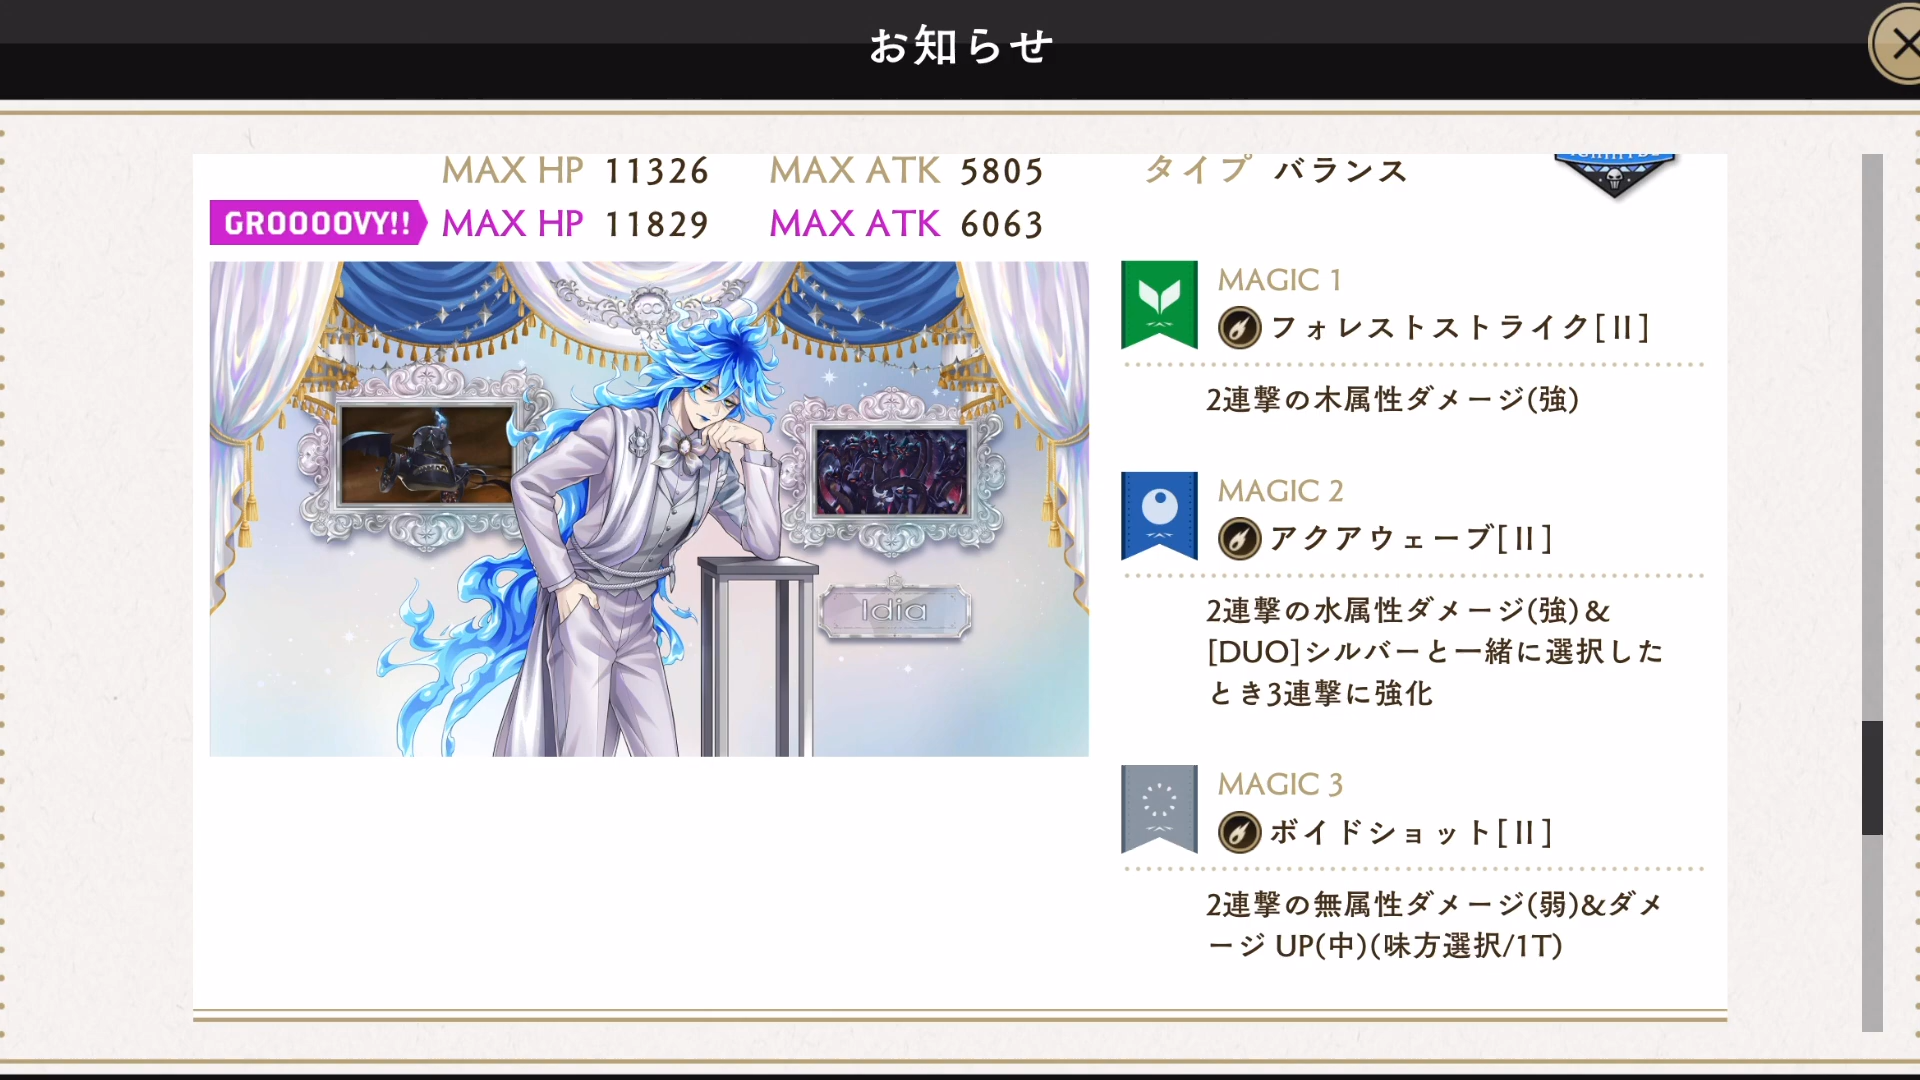 お知らせ
MAX HP 11326 MAX ATK 5805 タイプ バランス
GROOOOVY!! MAX HP 11829 MAX ATK 6063
MAGIC 1
フォレストストライク[Ⅱ]
2連撃の木属性ダメージ(強)
MAGIC 2
アクアウェーブ[Ⅱ]
2連撃の水属性ダメージ(強)&
[DUO]シルバーと一緒に選択した
とき3連撃に強化
Idia
MAGIC 3
ボイドショット[Ⅱ]
2連撃の無属性ダメージ(弱)&ダメ
ージ UP(中)(味方選択/1T)